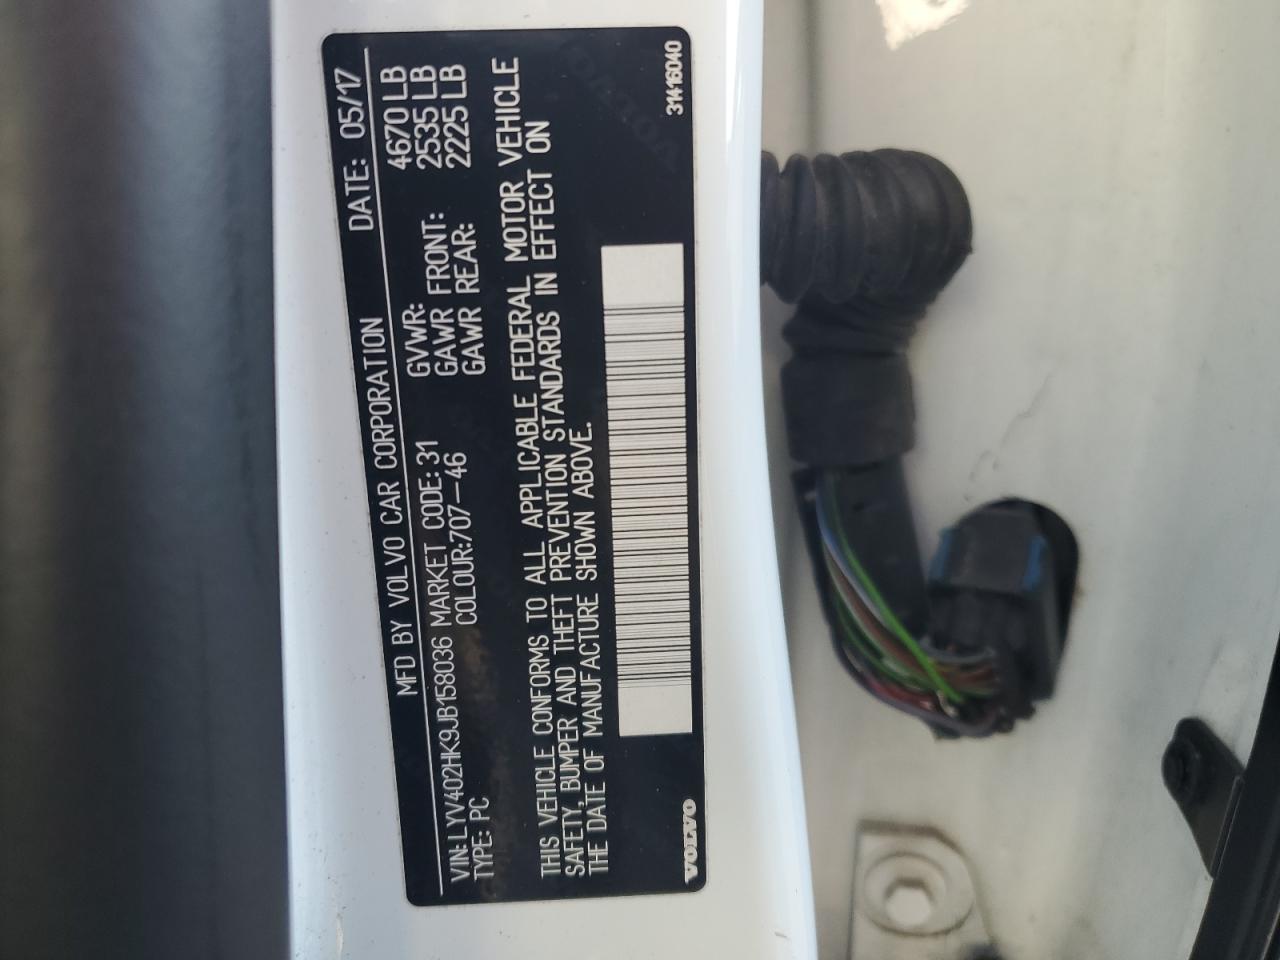 MFD BY VOLVO CAR CORPORATION DATE: 05/17
VIN: LYV402HK9JB158036 MARKET CODE: 31 GVWR: 4670 LB
TYPE: PC COLOUR:707-46 GAWR FRONT: 2535 LB
GAWR REAR: 2225 LB
THIS VEHICLE CONFORMS TO ALL APPLICABLE FEDERAL MOTOR VEHICLE
SAFETY, BUMPER AND THEFT PREVENTION STANDARDS IN EFFECT ON
THE DATE OF MANUFACTURE SHOWN ABOVE.
VOLVO 31416040
VOLVO
VOLVO